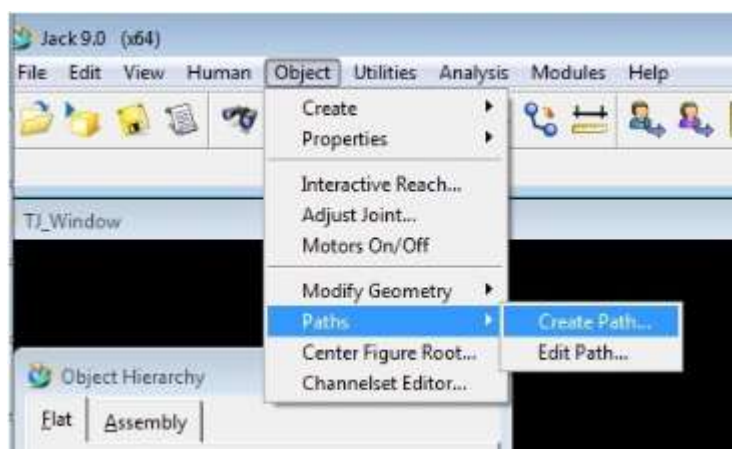 Jack 9.0 (x64)
File Edit View Human Object Utilities Analysis Modules Help
Create
Properties
Interactive Reach...
Adjust Joint...
Motors On/Off
Modify Geometry
Paths
Create Path...
Edit Path...
Center Figure Root...
Channelset Editor...
TJ_Window
Object Hierarchy
Flat Assembly